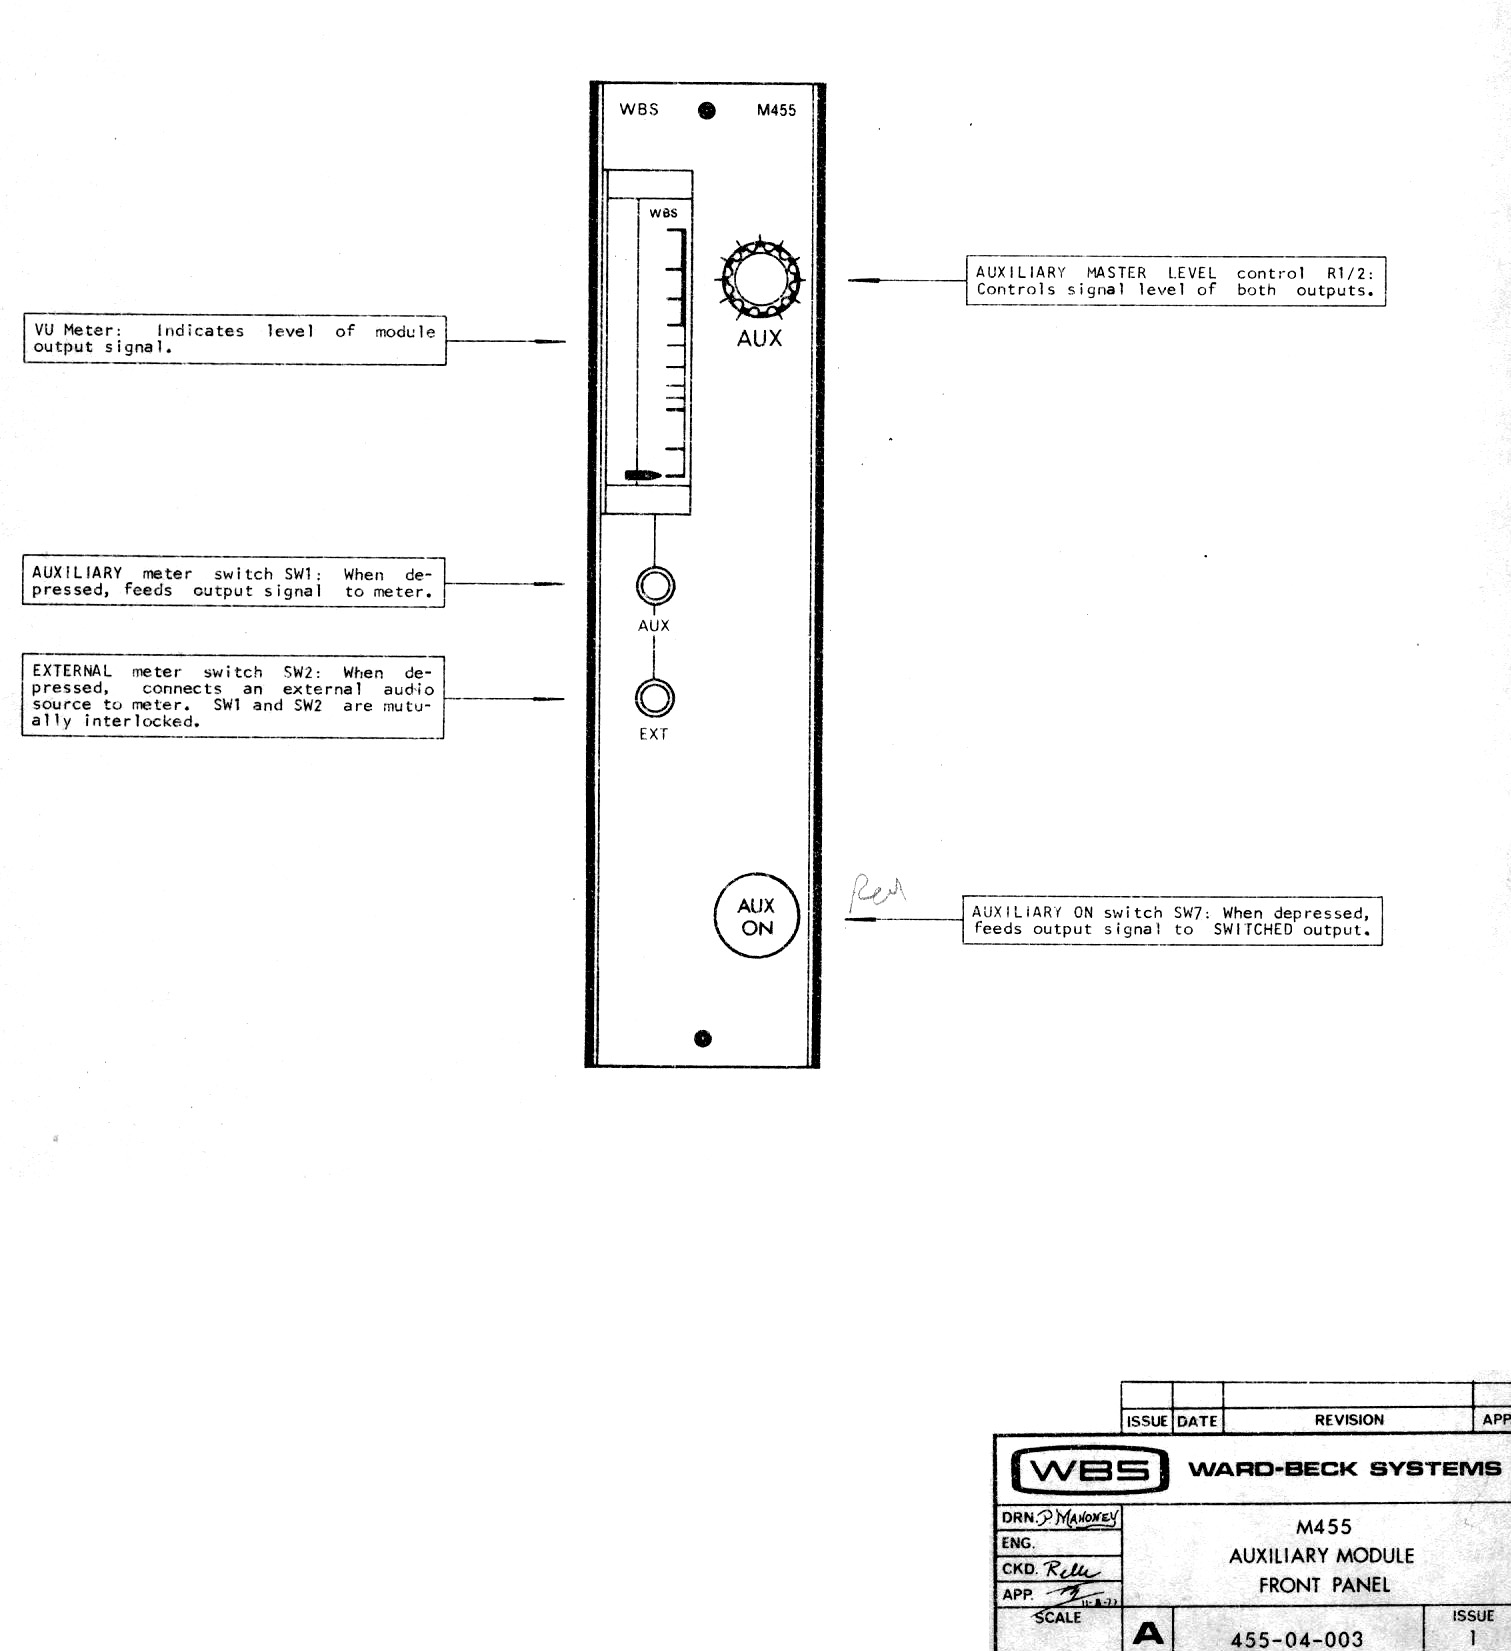 WBS M455
WBS
AUX
AUXILIARY MASTER LEVEL control R1/2:
Controls signal level of both outputs.
VU Meter: Indicates level of module
output signal.
AUXILIARY meter switch SW1: When de-
pressed, feeds output signal to meter.
AUX
EXTERNAL meter switch SW2: When de-
pressed, connects an external audio
source to meter. SW1 and SW2 are mutu-
ally interlocked.
EXT
AUX
ON
Red
AUXILIARY ON switch SW7: When depressed,
feeds output signal to SWITCHED output.
ISSUE DATE REVISION APP
WBS WARD-BECK SYSTEMS
DRN. P. MAHONEY
ENG.
CKD.
APP.
M455
AUXILIARY MODULE
FRONT PANEL
SCALE
A
455-04-003
ISSUE
1